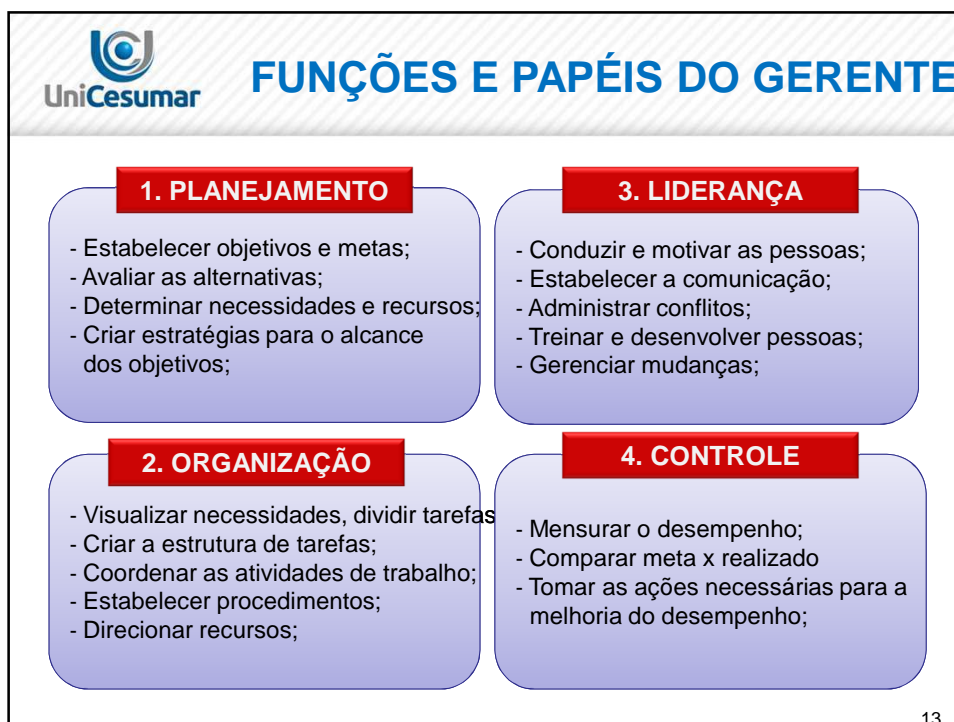 UniCesumar
FUNÇÕES E PAPÉIS DO GERENTE
1. PLANEJAMENTO
- Estabelecer objetivos e metas;
- Avaliar as alternativas;
- Determinar necessidades e recursos;
- Criar estratégias para o alcance
dos objetivos;
2. ORGANIZAÇÃO
- Visualizar necessidades, dividir tarefas
- Criar a estrutura de tarefas;
- Coordenar as atividades de trabalho;
- Estabelecer procedimentos;
- Direcionar recursos;
3. LIDERANÇA
- Conduzir e motivar as pessoas;
- Estabelecer a comunicação;
- Administrar conflitos;
- Treinar e desenvolver pessoas;
- Gerenciar mudanças;
4. CONTROLE
- Mensurar o desempenho;
- Comparar meta x realizado
- Tomar as ações necessárias para a
melhoria do desempenho;
13